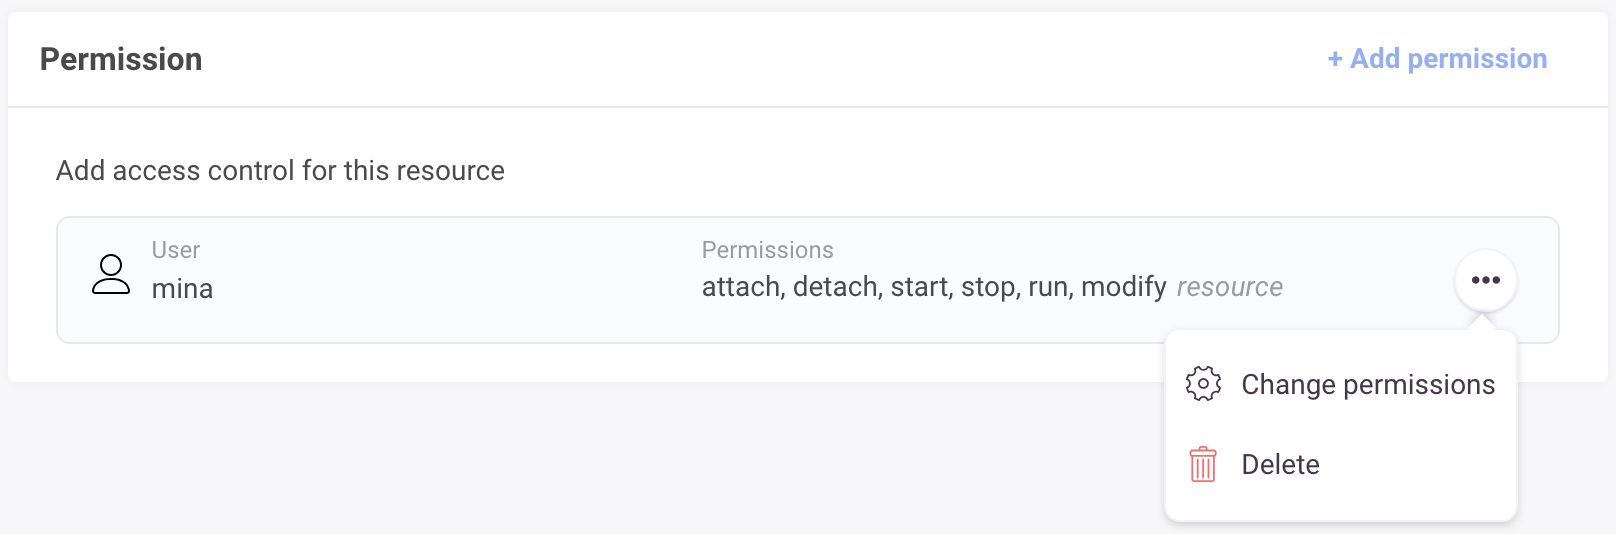 Permission
+ Add permission
Add access control for this resource
User
mina
Permissions
attach, detach, start, stop, run, modify resource
Change permissions
Delete